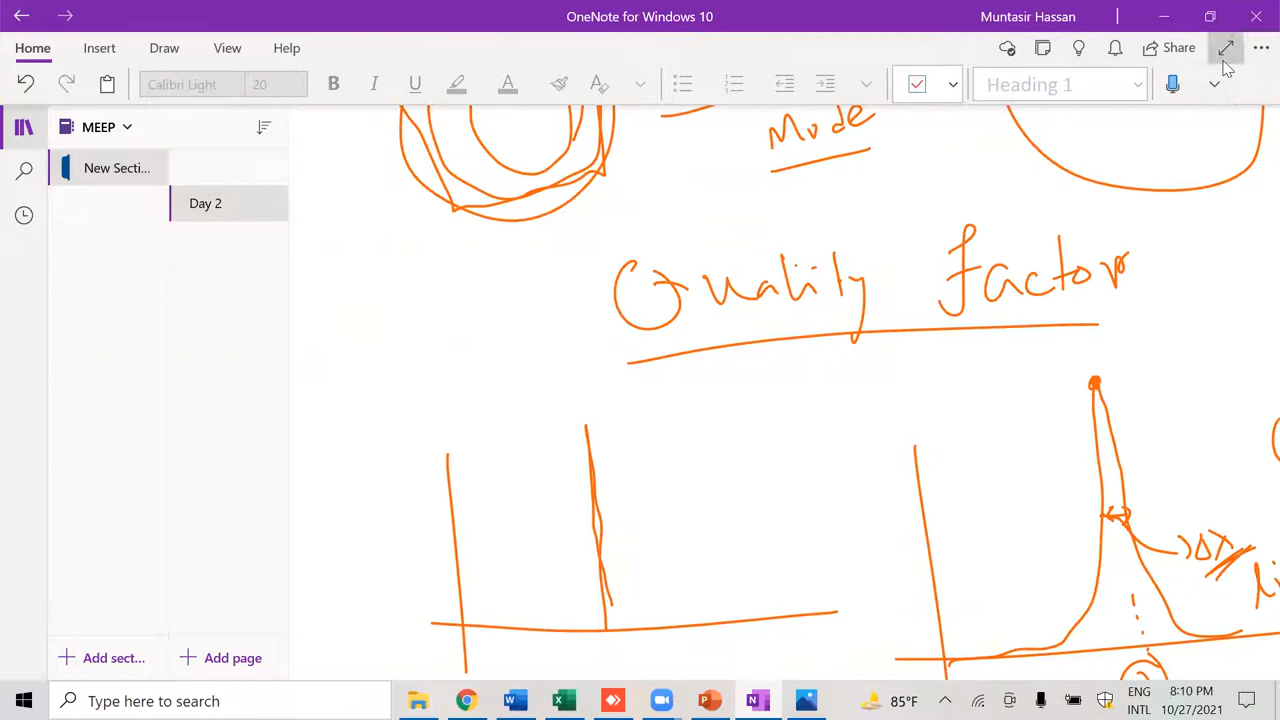 OneNote for Windows 10
Muntasir Hassan
Home Insert Draw View Help
Share
Calibri Light 20 B I U A Heading 1
MEEP
New Secti...
Day 2
Mode
Quality factor
Δλ
Add sect... Add page
Type here to search
85°F ENG INTL 8:10 PM 10/27/2021